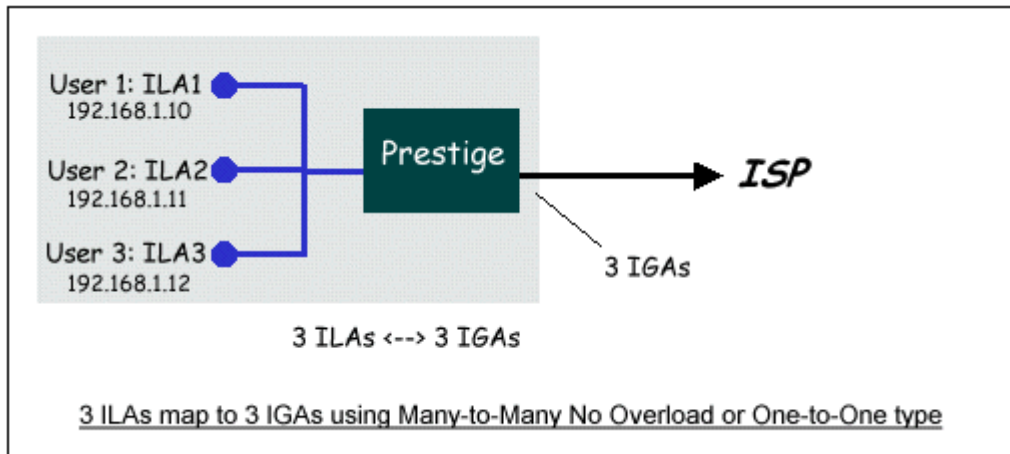 User 1: ILA1
192.168.1.10
User 2: ILA2
192.168.1.11
User 3: ILA3
192.168.1.12
Prestige
ISP
3 IGAs
3 ILAs <--> 3 IGAs
3 ILAs map to 3 IGAs using Many-to-Many No Overload or One-to-One type